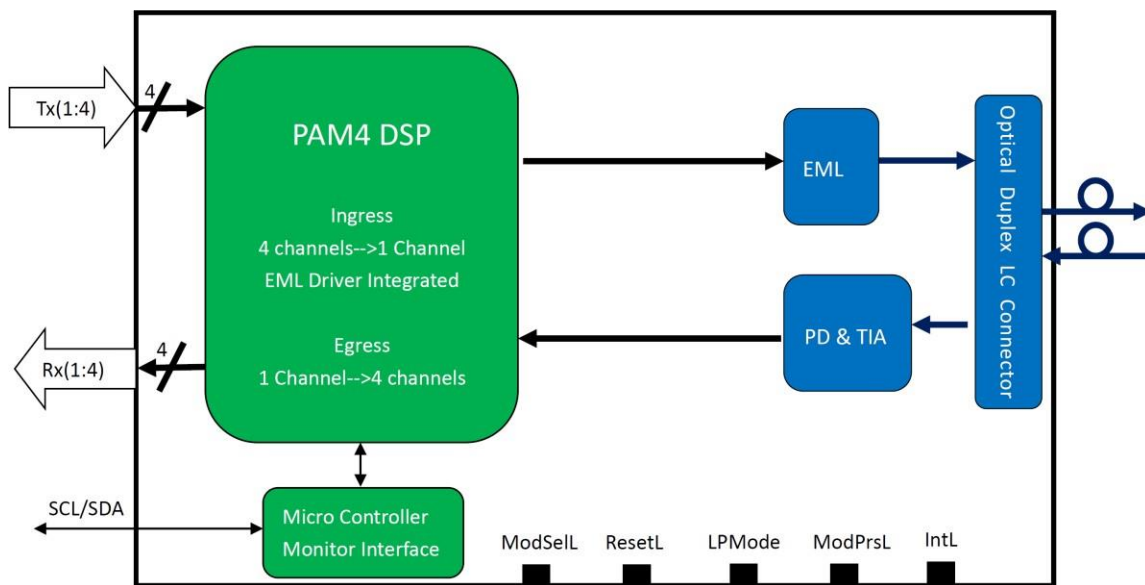 4
Tx(1:4)
PAM4 DSP
Ingress
4 channels-->1 Channel
EML Driver Integrated
Egress
1 Channel-->4 channels
4
Rx(1:4)
EML
PD & TIA
Optical Duplex LC Connector
SCL/SDA
Micro Controller
Monitor Interface
ModSelL
ResetL
LPMode
ModPrsL
IntL